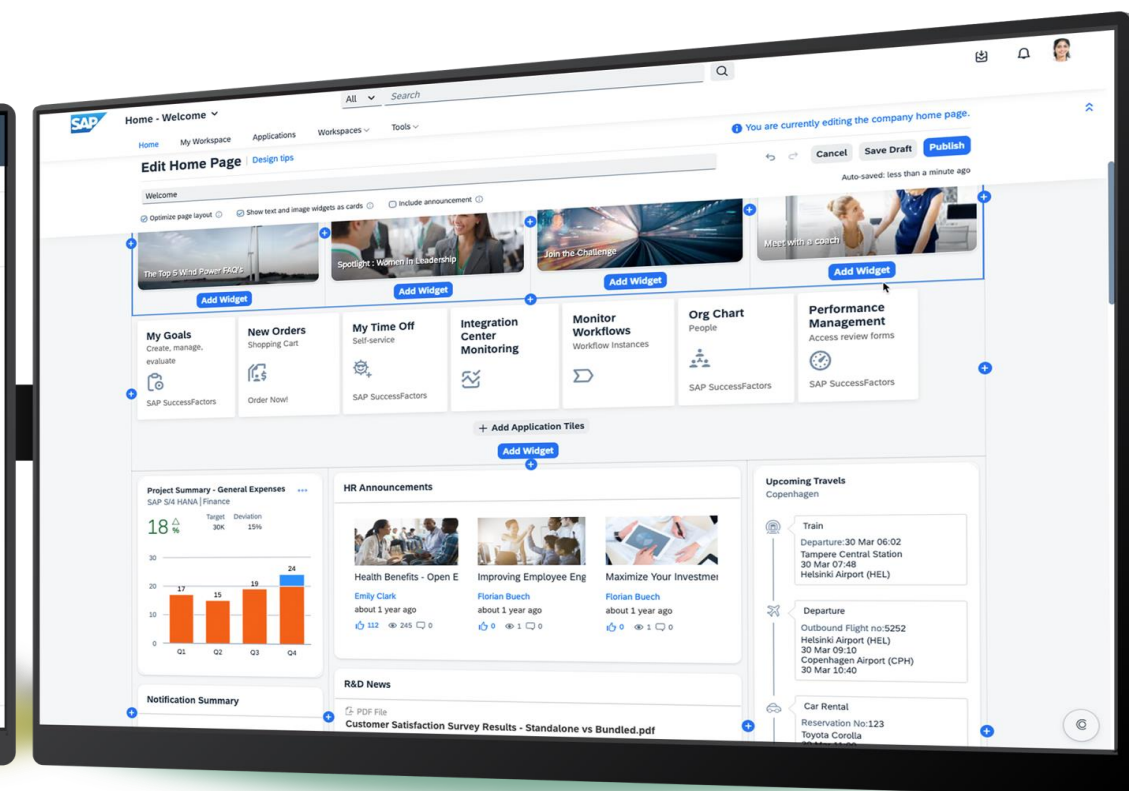 SAP
Home - Welcome
All
Search
Home
My Workspace
Applications
Workspaces
Tools
Edit Home Page
Design tips
You are currently editing the company home page.
Cancel
Save Draft
Publish
Auto-saved: less than a minute ago
Welcome
Optimize page layout
Show text and image widgets as cards
Include announcement
The Top 5 Wind Power FAQ's
Spotlight : Women In Leadership
Join the Challenge
Meet with a coach
Add Widget
Add Widget
Add Widget
Add Widget
My Goals
Create, manage,
evaluate
SAP SuccessFactors
New Orders
Shopping Cart
Order Now!
My Time Off
Self-service
SAP SuccessFactors
Integration
Center
Monitoring
Monitor
Workflows
Workflow Instances
Org Chart
People
SAP SuccessFactors
Performance
Management
Access review forms
SAP SuccessFactors
+ Add Application Tiles
Add Widget
Project Summary - General Expenses
SAP S/4 HANA | Finance
18 %
Target
30K
Deviation
15%
30
20
10
0
17
15
19
24
Q1
Q2
Q3
Q4
Notification Summary
HR Announcements
Health Benefits - Open E
Emily Clark
about 1 year ago
112 245 0
Improving Employee Eng
Florian Buech
about 1 year ago
0 1 0
Maximize Your Investmen
Florian Buech
about 1 year ago
0 1 0
R&D News
PDF File
Customer Satisfaction Survey Results - Standalone vs Bundled.pdf
Upcoming Travels
Copenhagen
Train
Departure:30 Mar 06:02
Tampere Central Station
30 Mar 07:48
Helsinki Airport (HEL)
Departure
Outbound Flight no:5252
Helsinki Airport (HEL)
30 Mar 09:10
Copenhagen Airport (CPH)
30 Mar 10:40
Car Rental
Reservation No:123
Toyota Corolla